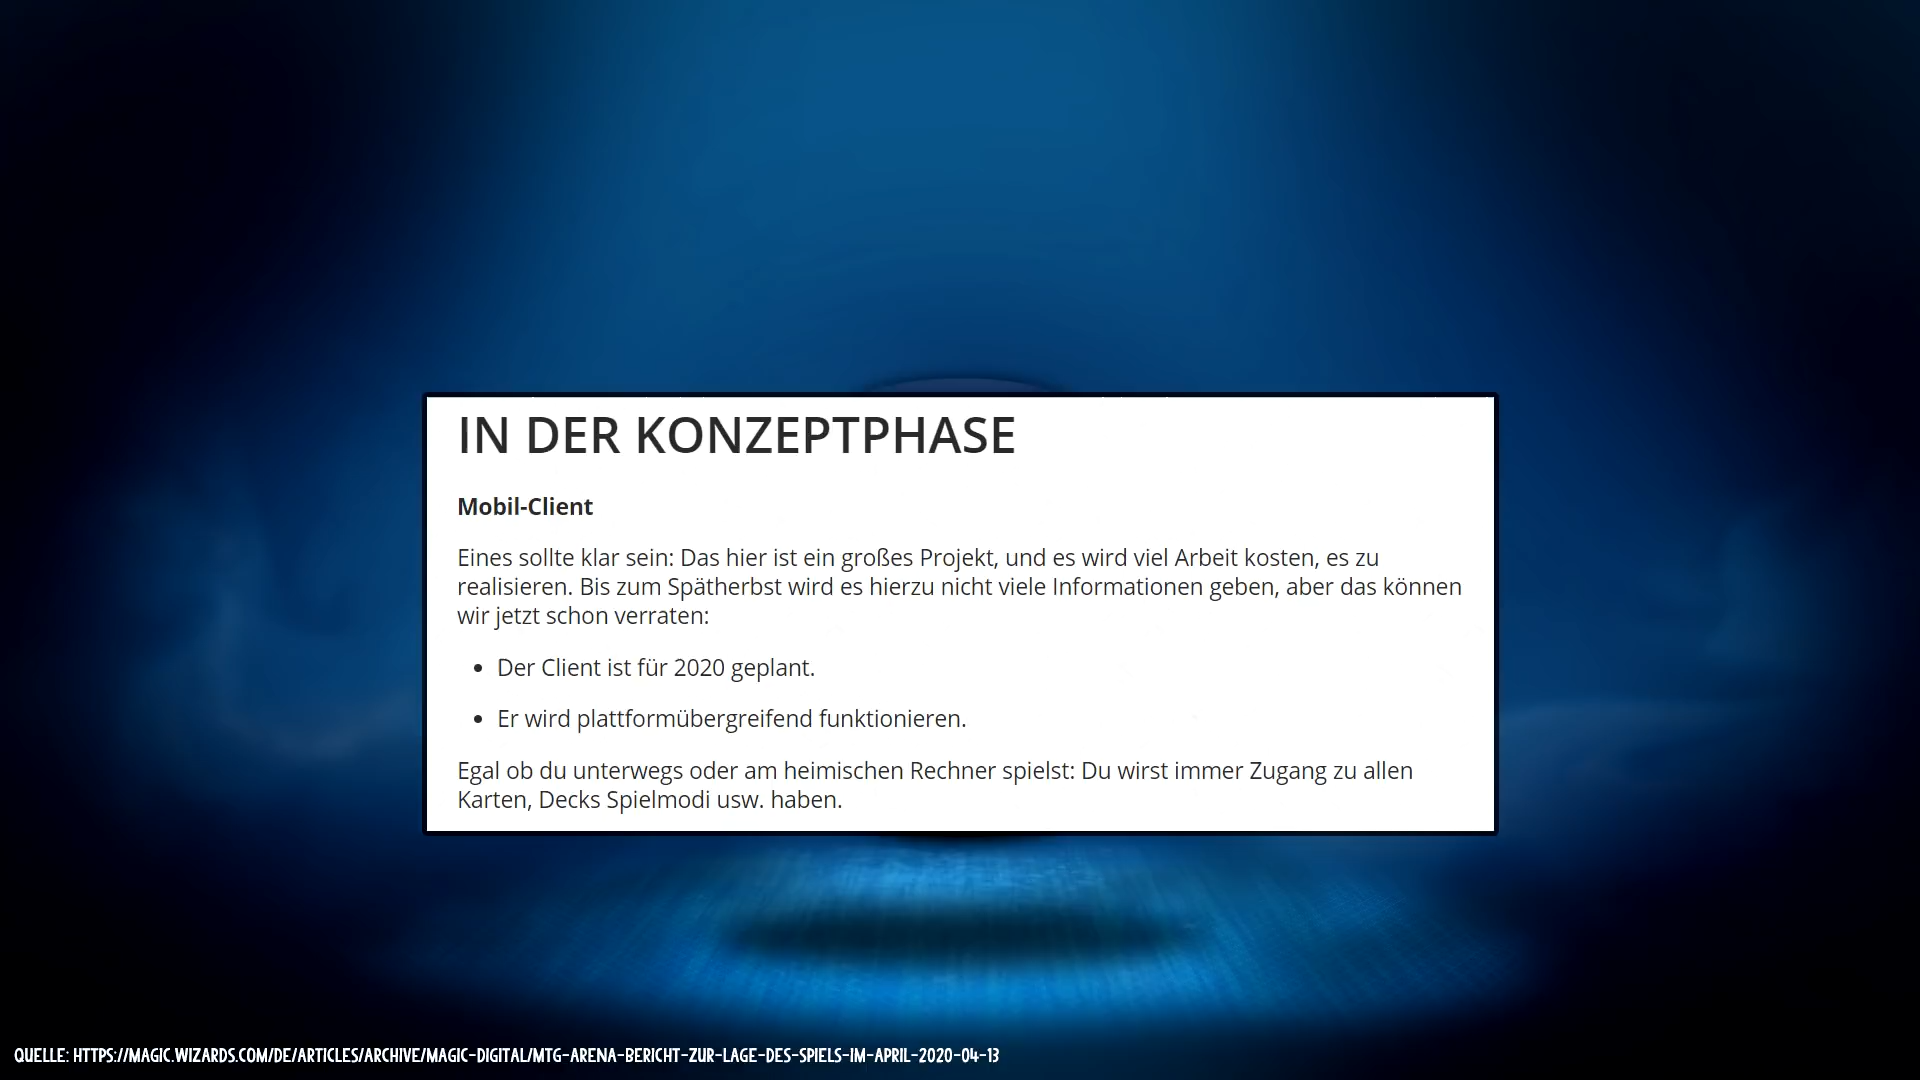 IN DER KONZEPTPHASE
Mobil-Client
Eines sollte klar sein: Das hier ist ein großes Projekt, und es wird viel Arbeit kosten, es zu
realisieren. Bis zum Spätherbst wird es hierzu nicht viele Informationen geben, aber das können
wir jetzt schon verraten:
• Der Client ist für 2020 geplant.
• Er wird plattformübergreifend funktionieren.
Egal ob du unterwegs oder am heimischen Rechner spielst: Du wirst immer Zugang zu allen
Karten, Decks Spielmodi usw. haben.
QUELLE: HTTPS://MAGIC.WIZARDS.COM/DE/ARTICLES/ARCHIVE/MAGIC-DIGITAL/MTG-ARENA-BERICHT-ZUR-LAGE-DES-SPIELS-IM-APRIL-2020-04-13